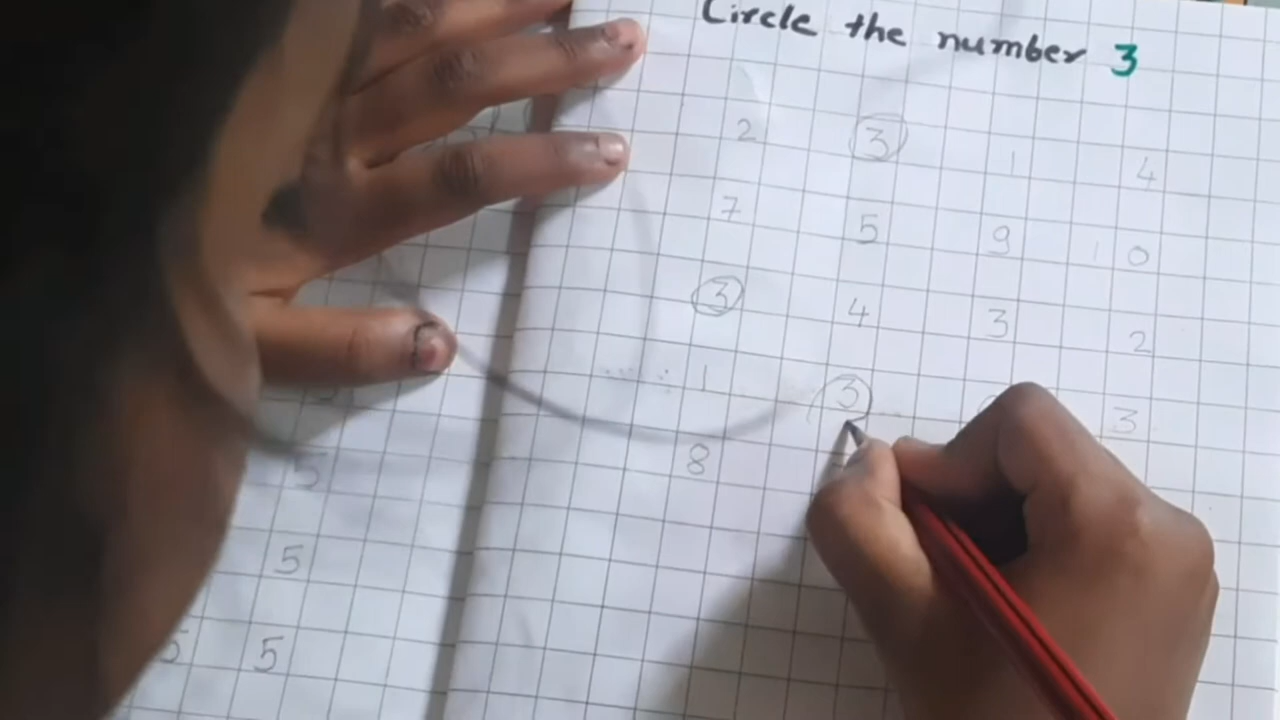 Circle the number 3
2 3 1 4
7 5 9 10
3 4 3 2
1 3 3
8
5
5
5 5